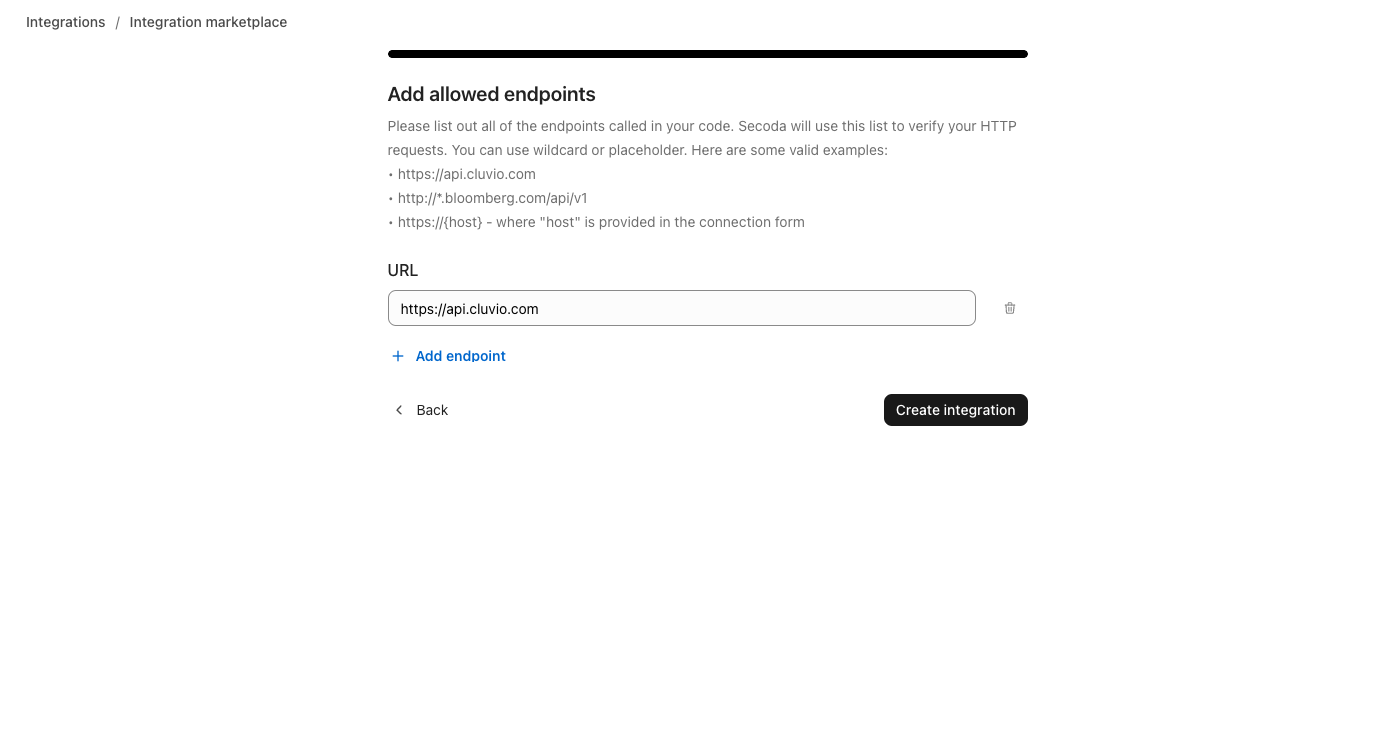 Integrations / Integration marketplace
Add allowed endpoints
Please list out all of the endpoints called in your code. Secoda will use this list to verify your HTTP
requests. You can use wildcard or placeholder. Here are some valid examples:
• https://api.cluvio.com
• http://*.bloomberg.com/api/v1
• https://{host} - where "host" is provided in the connection form
URL
https://api.cluvio.com
+ Add endpoint
Back
Create integration